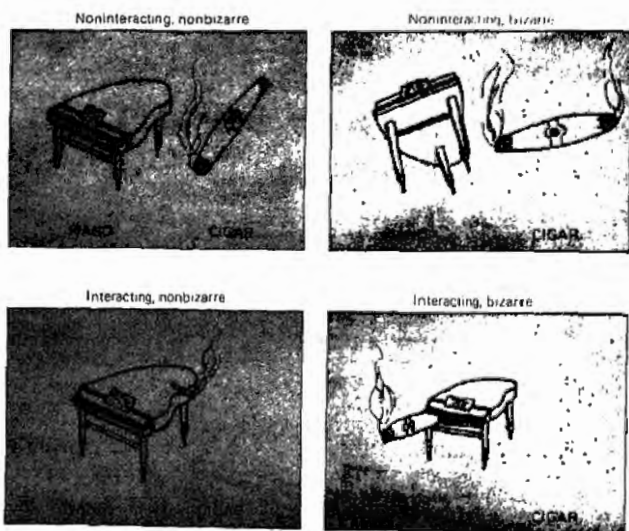 Noninteracting, nonbizarre
Noninteracting, bizarre
PIANO CIGAR
CIGAR
Interacting, nonbizarre
Interacting, bizarre
CIGAR